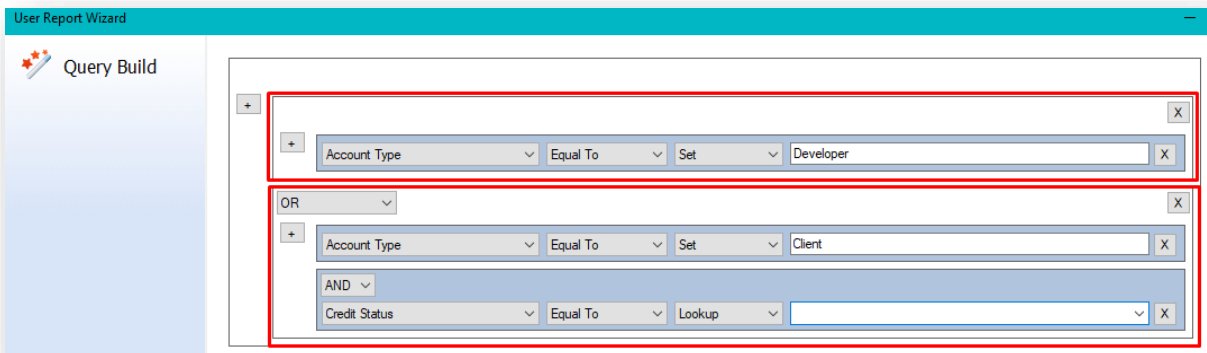 User Report Wizard
Query Build
+
X
+
Account Type Equal To Set Developer X
OR X
+
Account Type Equal To Set Client X
AND
Credit Status Equal To Lookup X